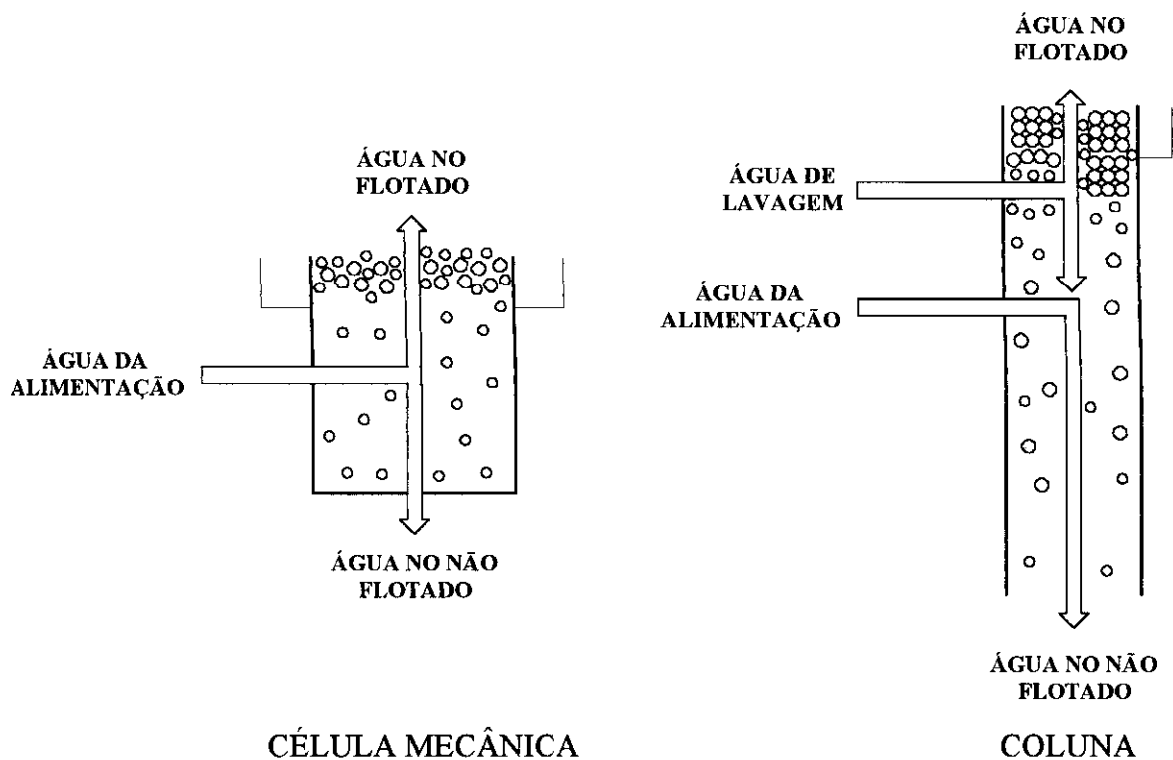 ÁGUA NO
FLOTADO
ÁGUA DA
ALIMENTAÇÃO
ÁGUA NO NÃO
FLOTADO
CÉLULA MECÂNICA
ÁGUA NO
FLOTADO
ÁGUA DE
LAVAGEM
ÁGUA DA
ALIMENTAÇÃO
ÁGUA NO NÃO
FLOTADO
COLUNA